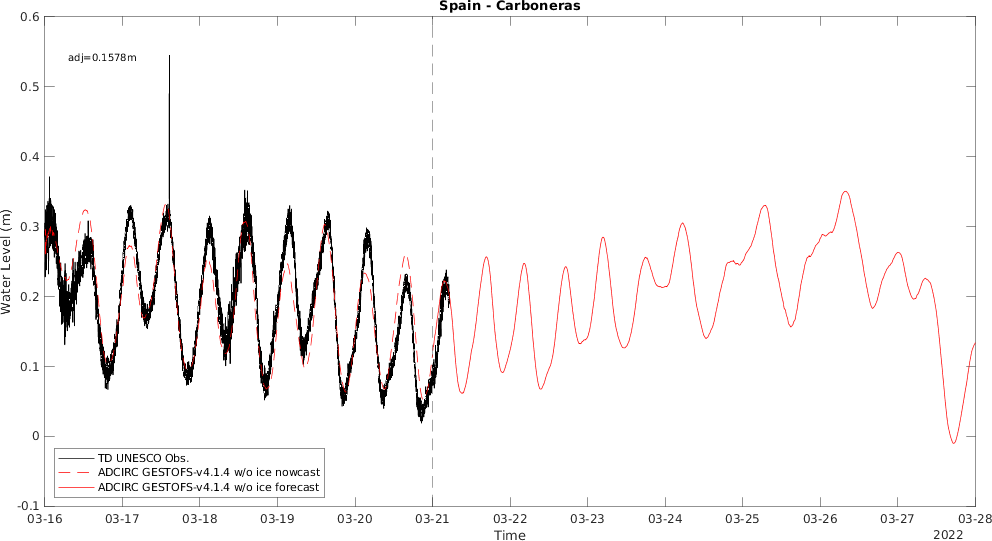 Spain - Carboneras
0.6
adj=0.1578m
0.5
0.4
0.3
0.2
0.1
0
-0.1
Water Level (m)
TD UNESCO Obs.
ADCIRC GESTOFS-v4.1.4 w/o ice nowcast
ADCIRC GESTOFS-v4.1.4 w/o ice forecast
03-16 03-17 03-18 03-19 03-20 03-21 03-22 03-23 03-24 03-25 03-26 03-27 03-28
Time
2022